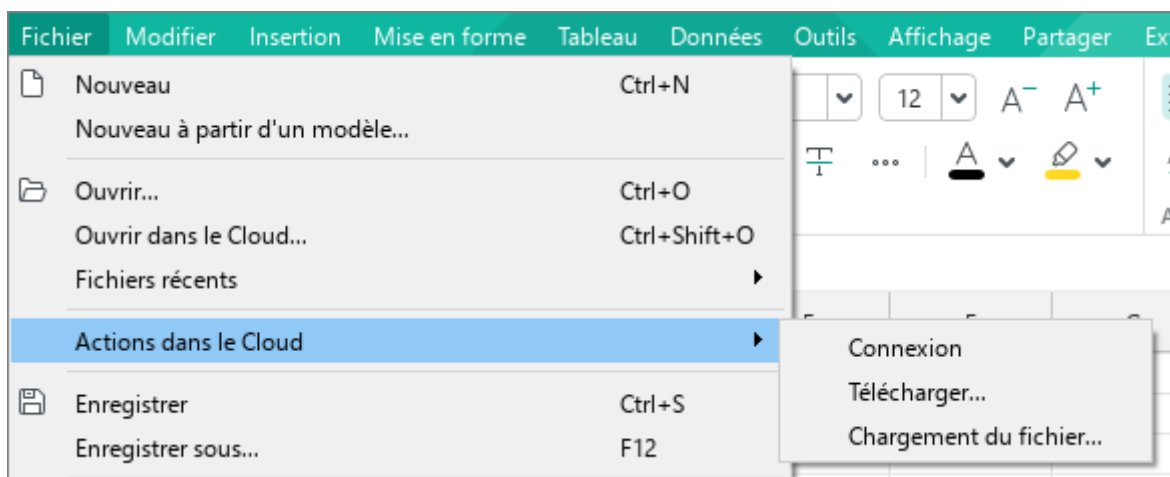 Fichier Modifier Insertion Mise en forme Tableau Données Outils Affichage Partager
Nouveau Ctrl+N
Nouveau à partir d'un modèle...
Ouvrir... Ctrl+O
Ouvrir dans le Cloud... Ctrl+Shift+O
Fichiers récents
Actions dans le Cloud
Enregistrer Ctrl+S
Enregistrer sous... F12
12 A- A+
A
Connexion
Télécharger...
Chargement du fichier...